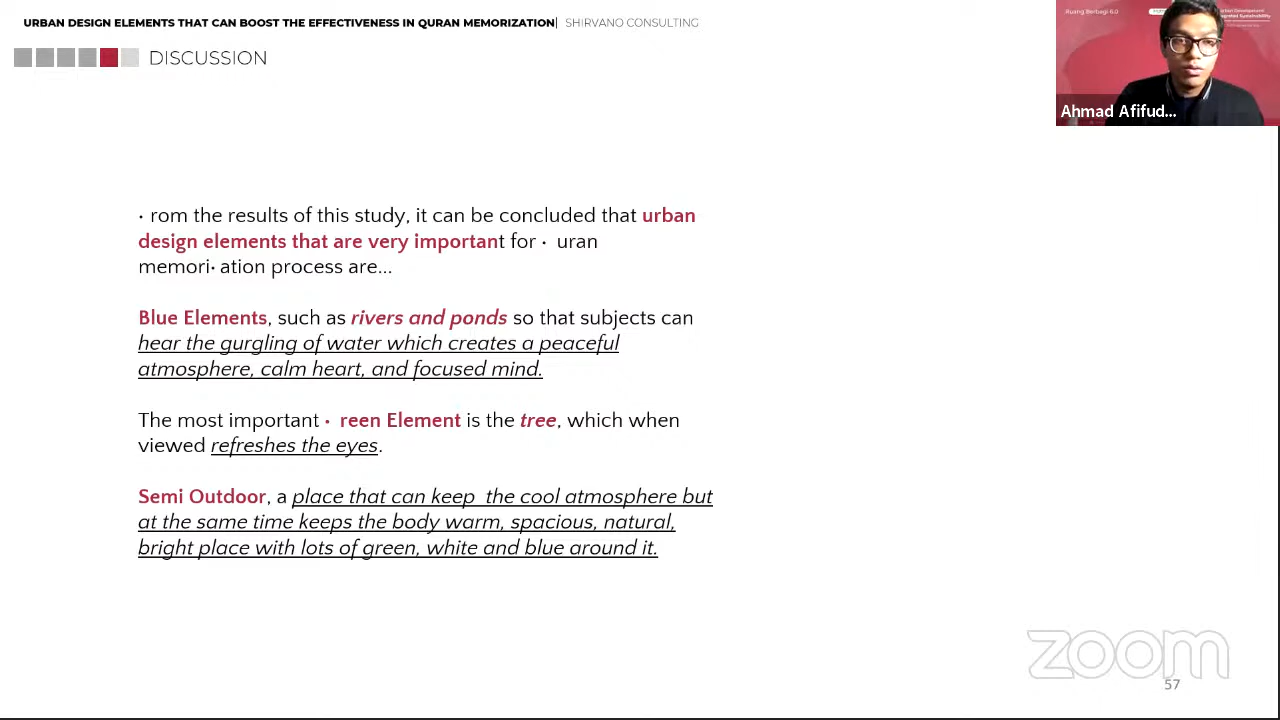 URBAN DESIGN ELEMENTS THAT CAN BOOST THE EFFECTIVENESS IN QURAN MEMORIZATION| SHIRVANO CONSULTING
DISCUSSION
Ruang Berbagi 6.0
Ahmad Afifud...
• rom the results of this study, it can be concluded that urban
design elements that are very important for • uran
memori• ation process are...
Blue Elements, such as rivers and ponds so that subjects can
hear the gurgling of water which creates a peaceful
atmosphere, calm heart, and focused mind.
The most important • reen Element is the tree, which when
viewed refreshes the eyes.
Semi Outdoor, a place that can keep the cool atmosphere but
at the same time keeps the body warm, spacious, natural,
bright place with lots of green, white and blue around it.
zoom
57